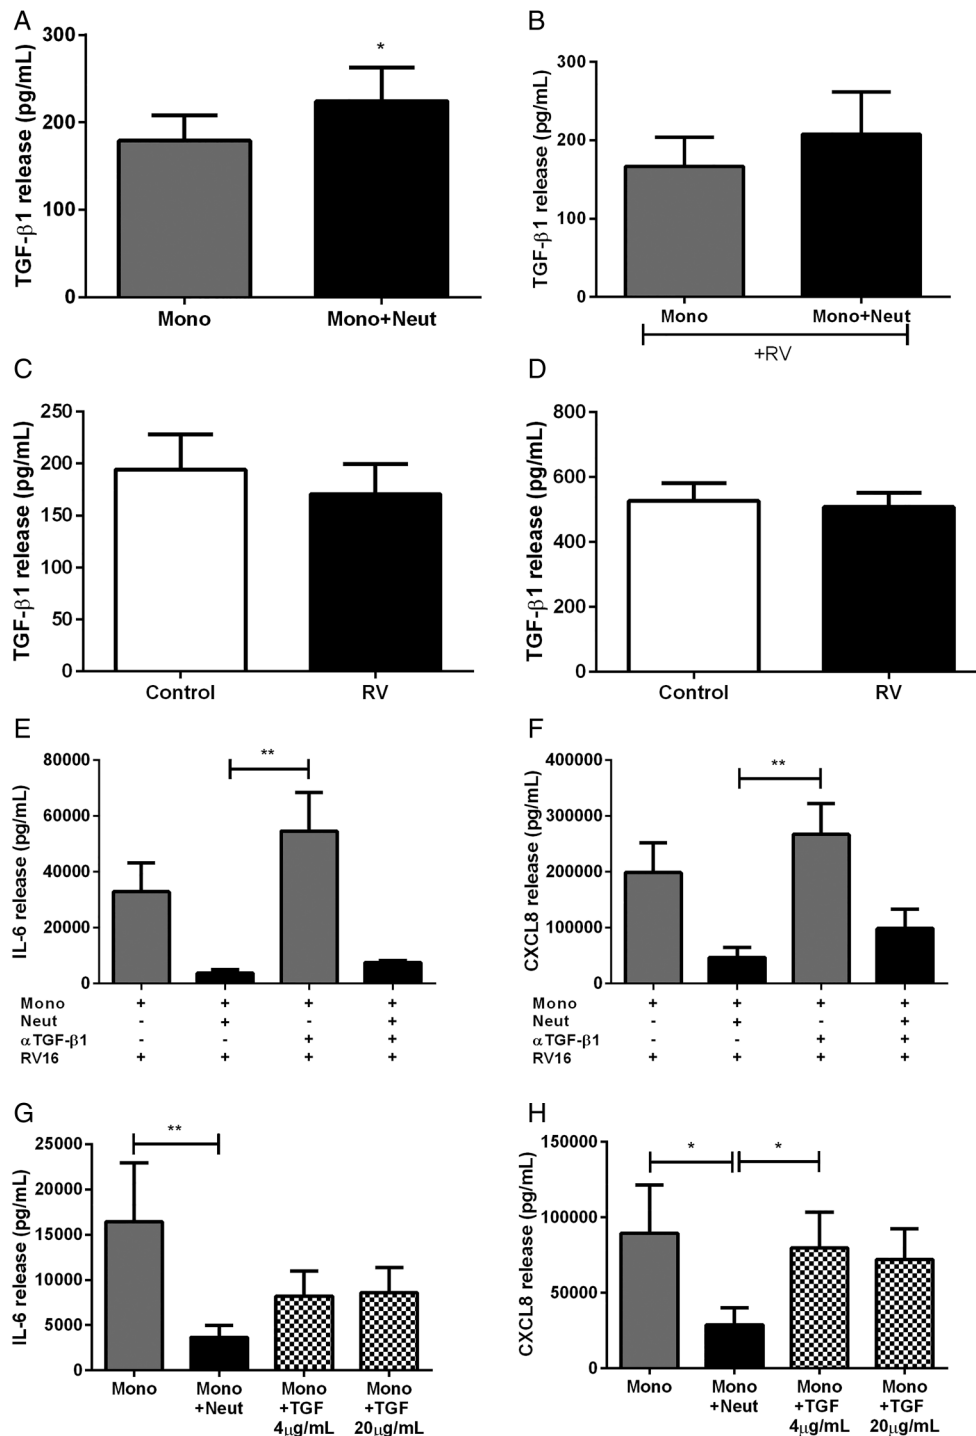 A
TGF-β1 release (pg/mL)
300
200
100
0
*
Mono
Mono+Neut
B
TGF-β1 release (pg/mL)
300
200
100
0
Mono
Mono+Neut
+RV
C
TGF-β1 release (pg/mL)
250
200
150
100
50
0
Control
RV
D
TGF-β1 release (pg/mL)
800
600
400
200
0
Control
RV
E
IL-6 release (pg/mL)
80000
60000
40000
20000
0
**
Mono + + + +
Neut - + - +
αTGF-β1 - - + +
RV16 + + + +
F
CXCL8 release (pg/mL)
400000
300000
200000
100000
0
**
+ + + +
- + - +
- - + +
+ + + +
G
IL-6 release (pg/mL)
25000
20000
15000
10000
5000
0
**
Mono Mono Mono Mono
+Neut +TGF +TGF
4μg/mL 20μg/mL
H
CXCL8 release (pg/mL)
150000
100000
50000
0
* *
Mono Mono Mono Mono
+Neut +TGF +TGF
4μg/mL 20μg/mL